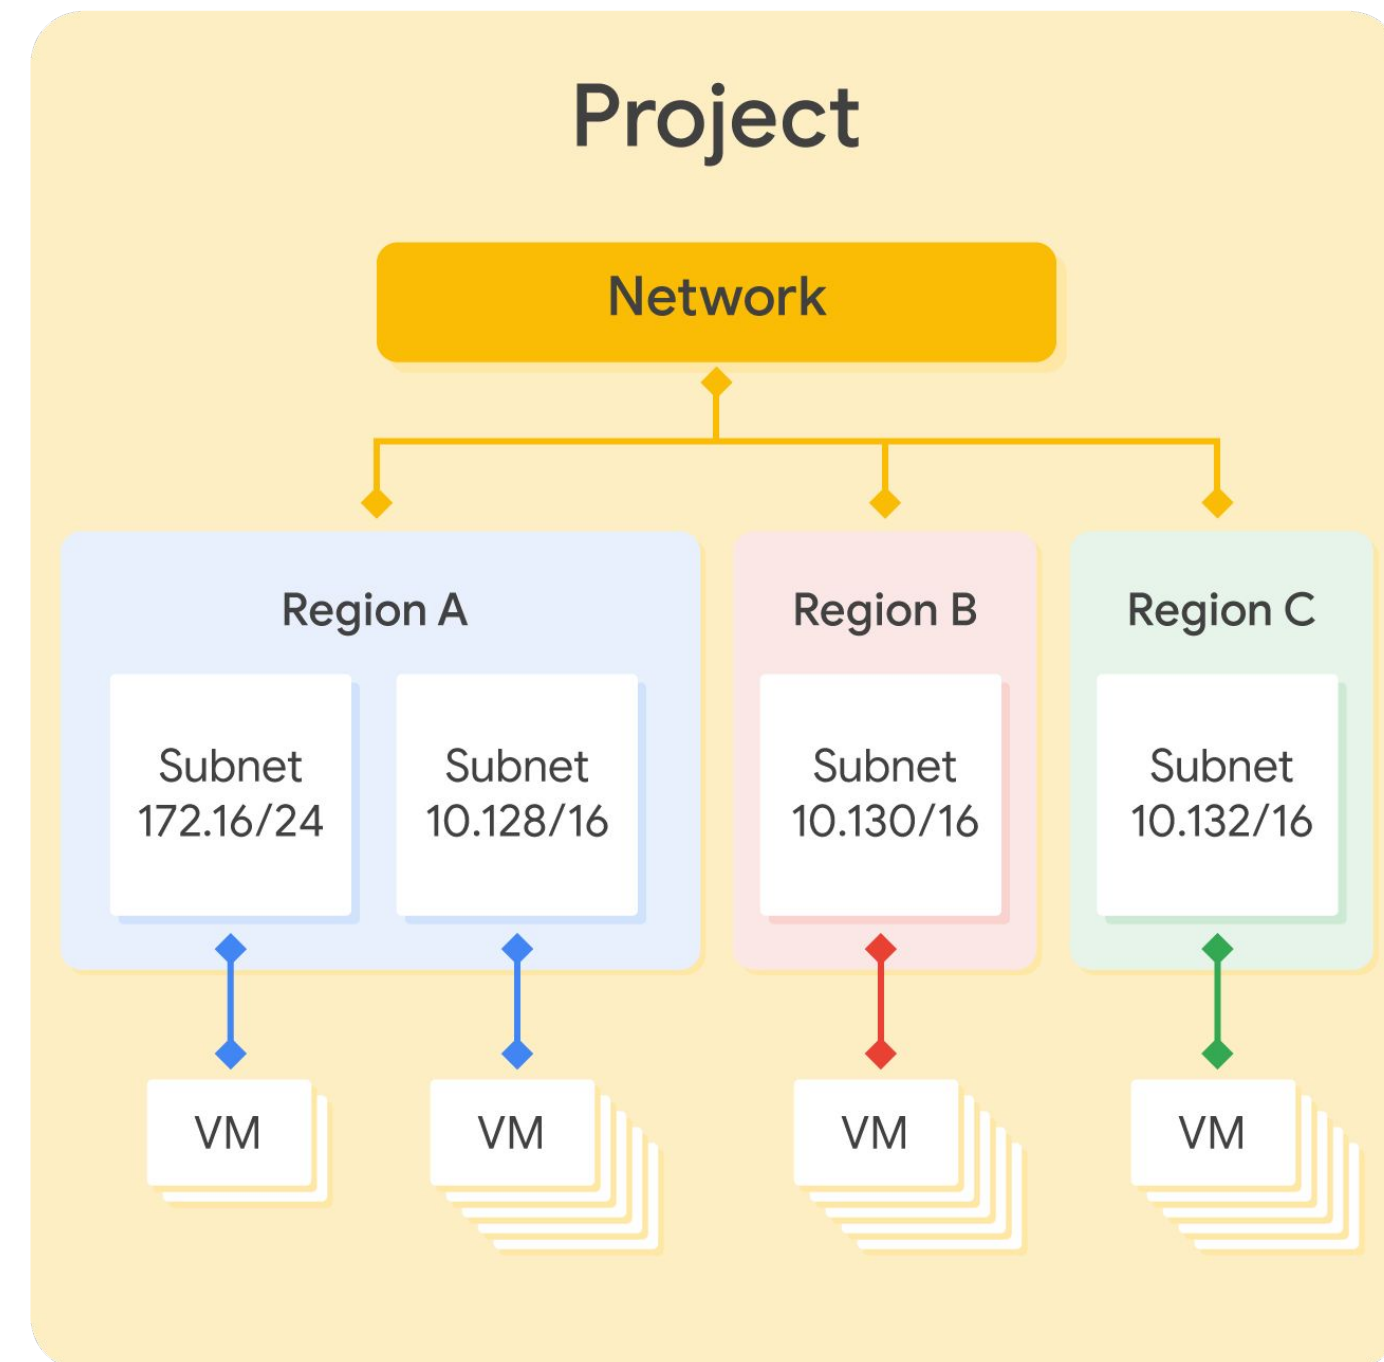 Project
Network
Region A
Region B
Region C
Subnet
172.16/24
Subnet
10.128/16
Subnet
10.130/16
Subnet
10.132/16
VM
VM
VM
VM